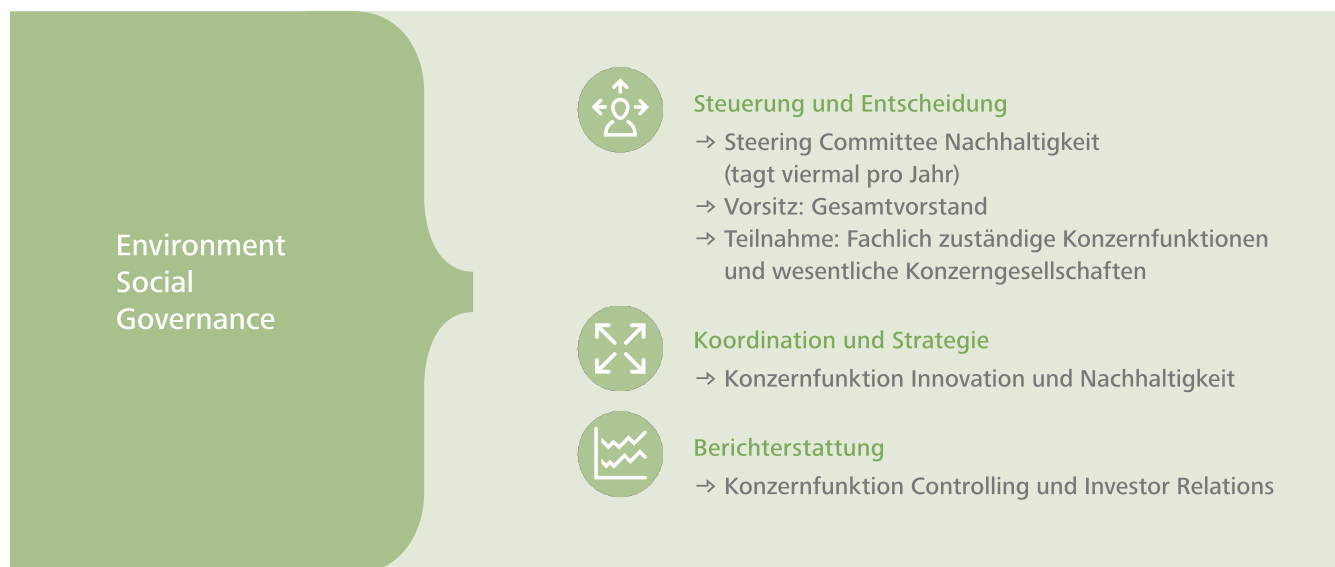 Environment
Social
Governance
Steuerung und Entscheidung
→ Steering Committee Nachhaltigkeit
(tagt viermal pro Jahr)
→ Vorsitz: Gesamtvorstand
→ Teilnahme: Fachlich zuständige Konzernfunktionen
und wesentliche Konzerngesellschaften
Koordination und Strategie
→ Konzernfunktion Innovation und Nachhaltigkeit
Berichterstattung
→ Konzernfunktion Controlling und Investor Relations